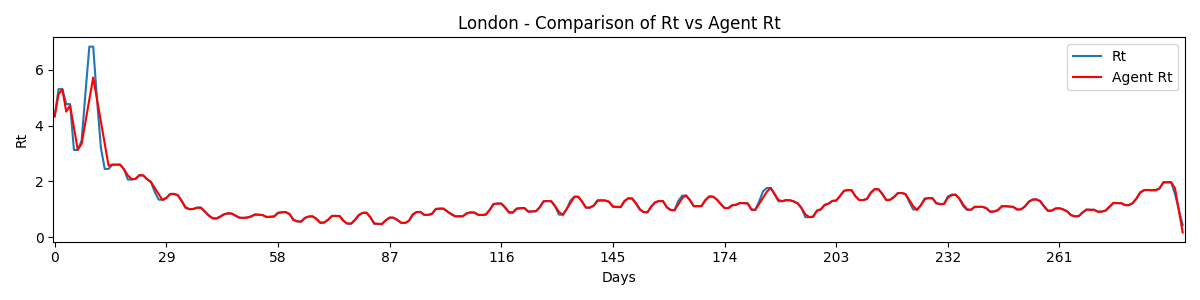 London - Comparison of Rt vs Agent Rt
Rt
Agent Rt
Rt
6
4
2
0
0 29 58 87 116 145 174 203 232 261
Days